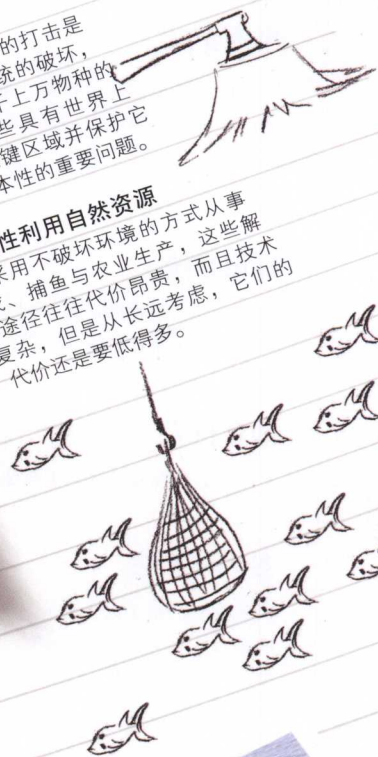 的打击是
统的破坏，
千上万物种的
些具有世界上
键区域并保护它
本性的重要问题。
性利用自然资源
采用不破坏环境的方式从事
、捕鱼与农业生产，这些解
途径往往代价昂贵，而且技术
复杂，但是从长远考虑，它们的
代价还是要低得多。